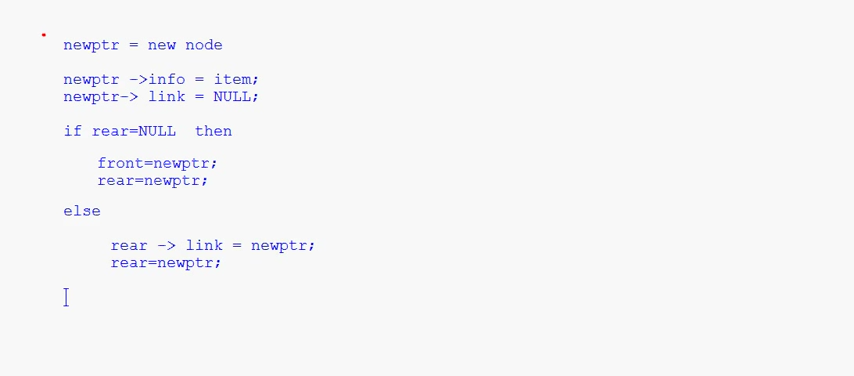 newptr = new node
newptr ->info = item;
newptr-> link = NULL;
if rear=NULL  then
front=newptr;
rear=newptr;
else
rear -> link = newptr;
rear=newptr;